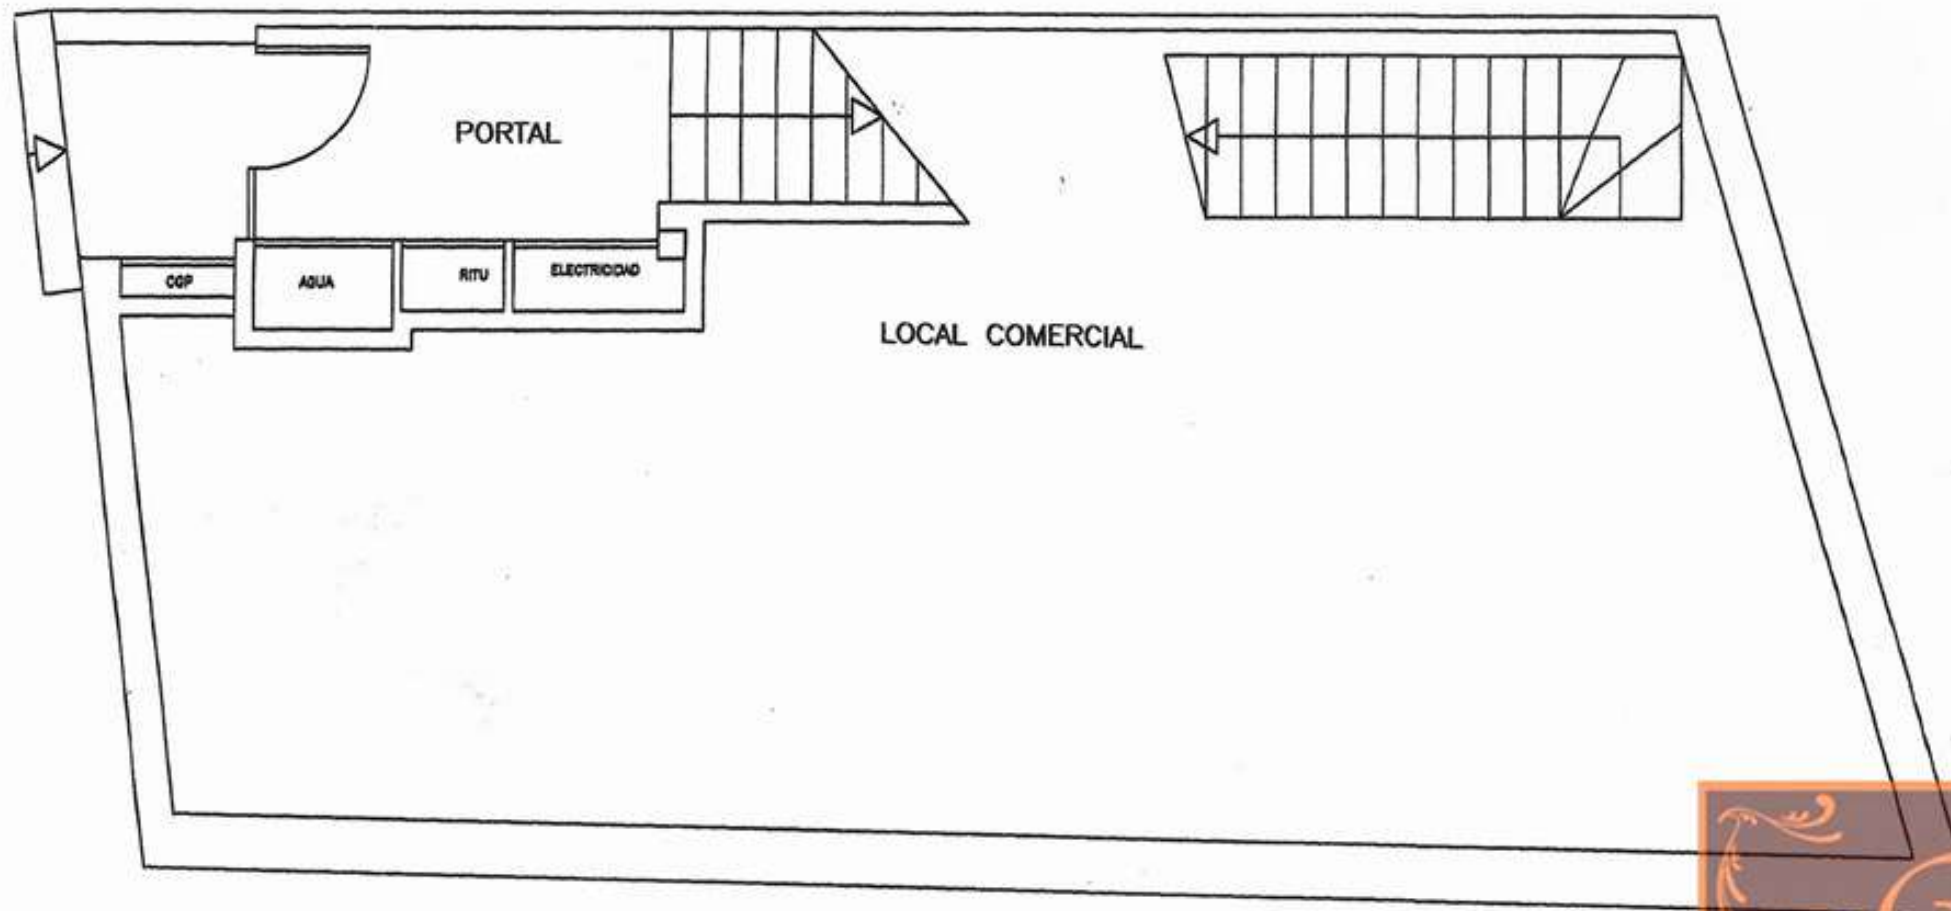 PORTAL
CGP
AGUA
RITU
ELECTRICIDAD
LOCAL COMERCIAL